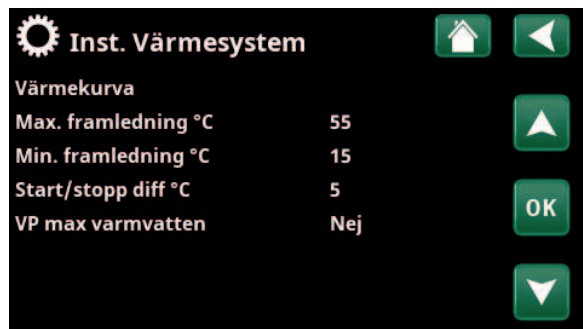 Inst. Värmesystem
Värmekurva
Max. framledning °C 55
Min. framledning °C 15
Start/stopp diff °C 5
VP max varmvatten Nej
OK